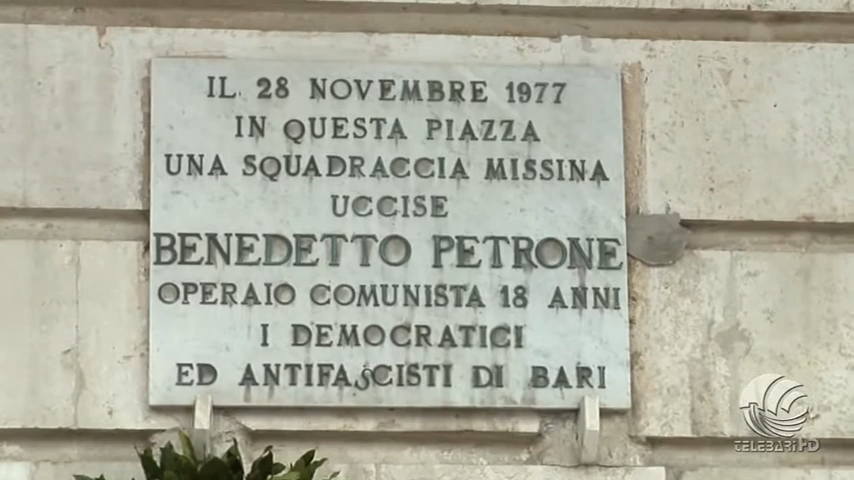 IL 28 NOVEMBRE 1977
IN QUESTA PIAZZA
UNA SQUADRACCIA MISSINA
UCCISE
BENEDETTO PETRONE
OPERAIO COMUNISTA 18 ANNI
I DEMOCRATICI
ED ANTIFASCISTI DI BARI
TELEBARI HD